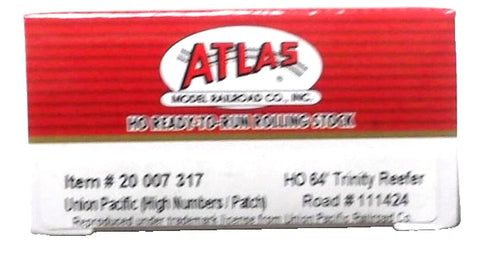 ATLAS
®
MODEL RAILROAD CO., INC.
HO READY-TO-RUN ROLLING STOCK
Item # 20 007 317 HO 64' Trinity Reefer
Union Pacific (High Numbers / Patch) Road # 111424
Reproduced under trademark license from Union Pacific Railroad Co.